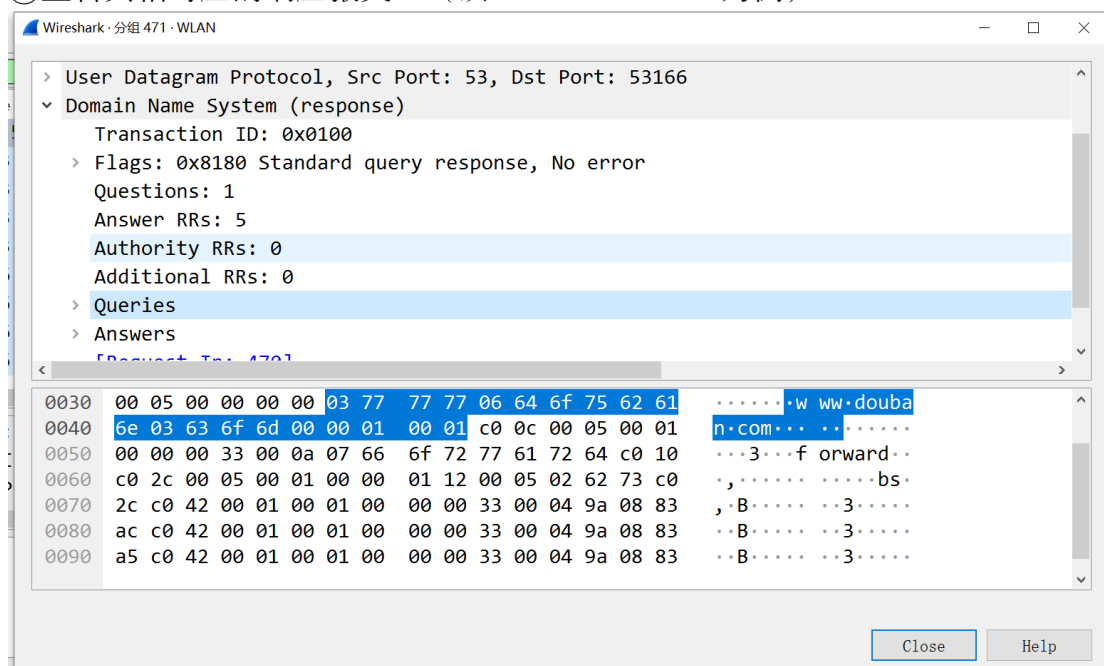 Wireshark · 分组 471 · WLAN
User Datagram Protocol, Src Port: 53, Dst Port: 53166
Domain Name System (response)
Transaction ID: 0x0100
Flags: 0x8180 Standard query response, No error
Questions: 1
Answer RRs: 5
Authority RRs: 0
Additional RRs: 0
Queries
Answers
[Request In: 470]
0030 00 05 00 00 00 00 03 77 77 77 06 64 6f 75 62 61 ·······w ww·douba
0040 6e 03 63 6f 6d 00 00 01 00 01 c0 0c 00 05 00 01 n·com··· ········
0050 00 00 00 33 00 0a 07 66 6f 72 77 61 72 64 c0 10 ···3···f orward··
0060 c0 2c 00 05 00 01 00 00 01 12 00 05 02 62 73 c0 ·,······ ·····bs·
0070 2c c0 42 00 01 00 01 00 00 00 33 00 04 9a 08 83 ,·B····· ··3·····
0080 ac c0 42 00 01 00 01 00 00 00 33 00 04 9a 08 83 ··B····· ··3·····
0090 a5 c0 42 00 01 00 01 00 00 00 33 00 04 9a 08 83 ··B····· ··3·····
Close Help